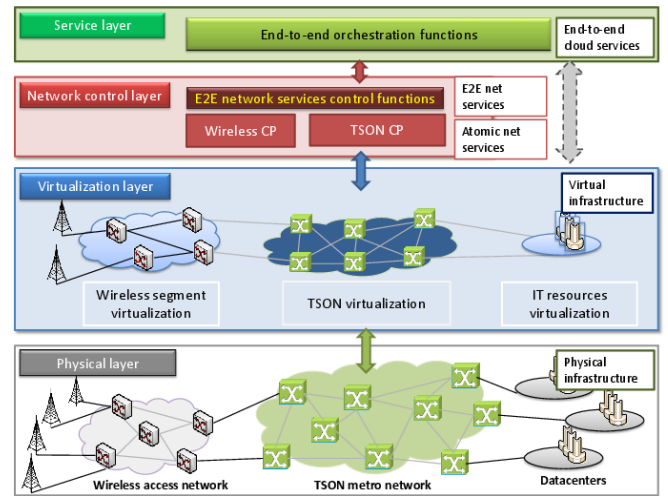 Service layer
End-to-end orchestration functions
End-to-end
cloud services
Network control layer
E2E network services control functions
E2E net
services
Wireless CP
TSON CP
Atomic net
services
Virtualization layer
Virtual
infrastructure
Wireless segment
virtualization
TSON virtualization
IT resources
virtualization
Physical layer
Physical
infrastructure
Wireless access network
TSON metro network
Datacenters